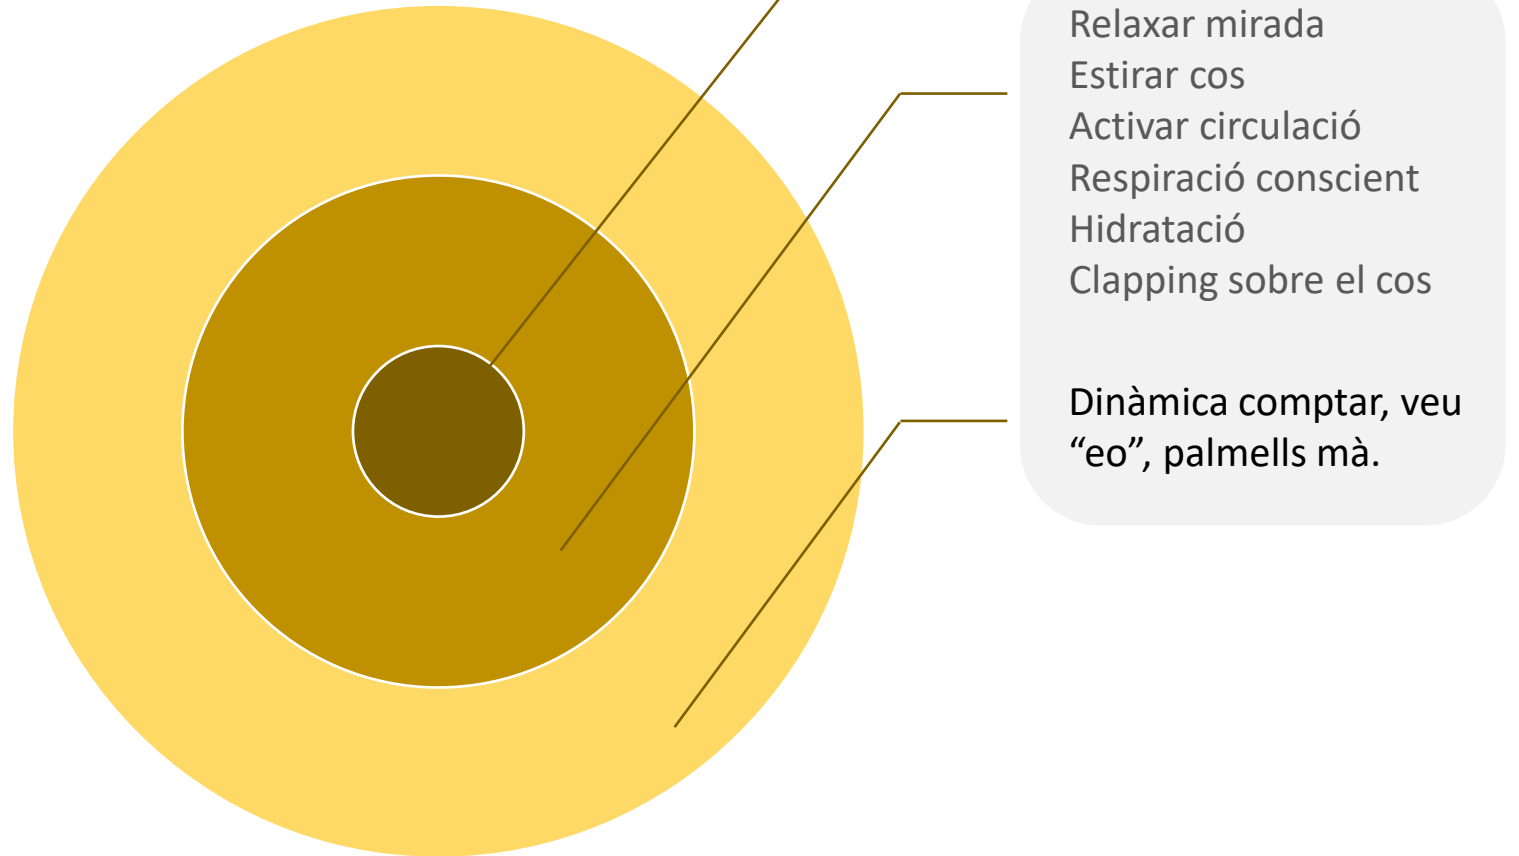 Relaxar mirada
Estirar cos
Activar circulació
Respiració conscient
Hidratació
Clapping sobre el cos
Dinàmica comptar, veu
“eo”, palmells mà.